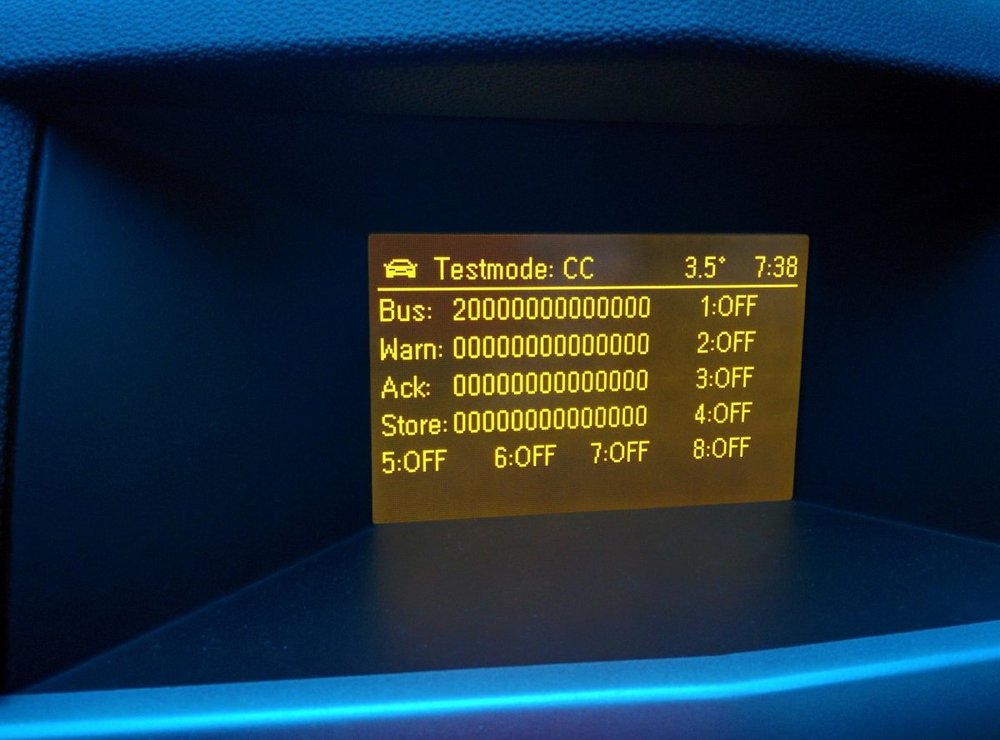 Testmode: CC 3.5° 7:38
Bus: 20000000000000 1:OFF
Warn: 00000000000000 2:OFF
Ack: 00000000000000 3:OFF
Store: 00000000000000 4:OFF
5:OFF 6:OFF 7:OFF 8:OFF